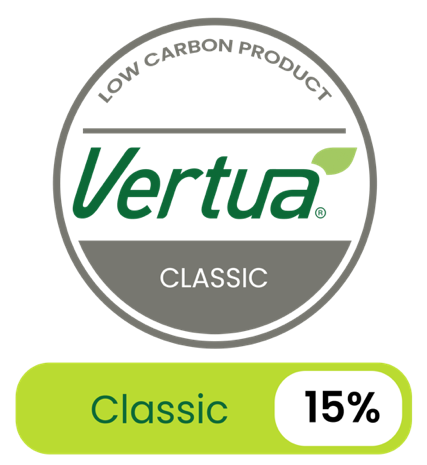 LOW CARBON PRODUCT
Vertua®
CLASSIC
Classic 15%